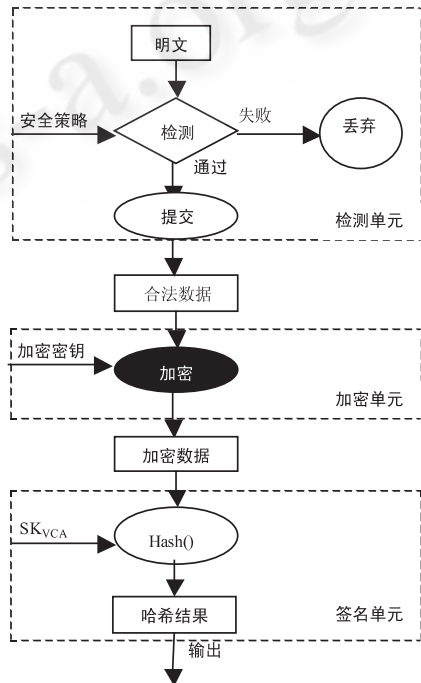 明文
安全策略
检测
失败
丢弃
通过
提交
检测单元
合法数据
加密密钥
加密
加密单元
加密数据
SKVCA
Hash()
哈希结果
签名单元
输出